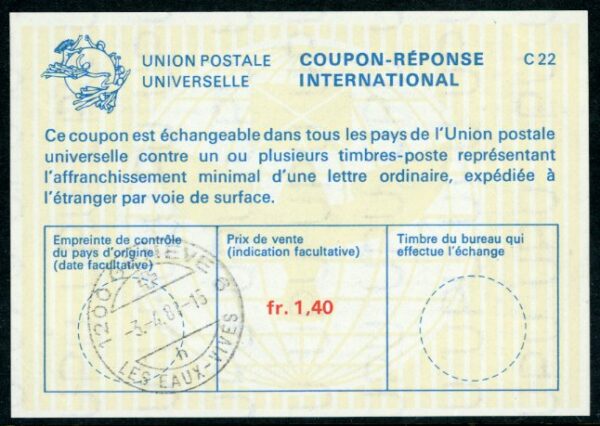 UNION POSTALE
UNIVERSELLE
COUPON-RÉPONSE
INTERNATIONAL
C 22
Ce coupon est échangeable dans tous les pays de l'Union postale
universelle contre un ou plusieurs timbres-poste représentant
l'affranchissement minimal d'une lettre ordinaire, expédiée à
l'étranger par voie de surface.
Empreinte de contrôle
du pays d'origine
(date facultative)
Prix de vente
(indication facultative)
Timbre du bureau qui
effectue l'échange
fr. 1,40
1200 GENÈVE 6
LES EAUX-VIVES